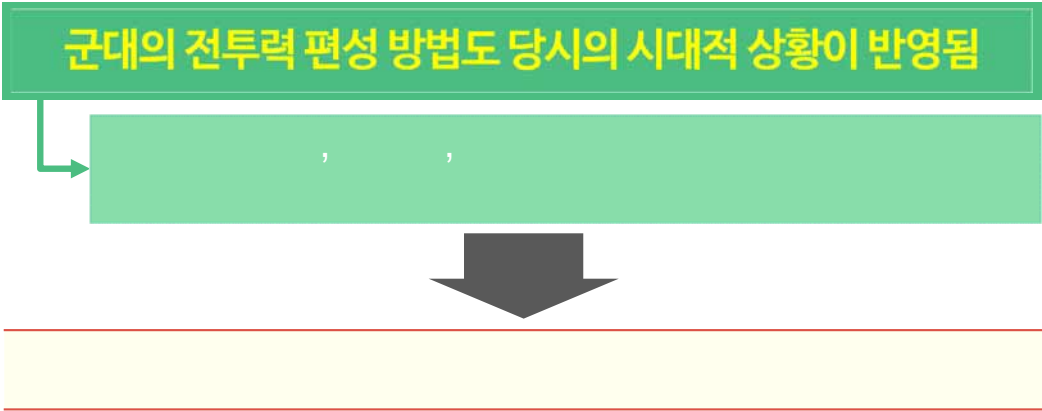 군대의 전투력 편성 방법도 당시의 시대적 상황이 반영됨
, ,